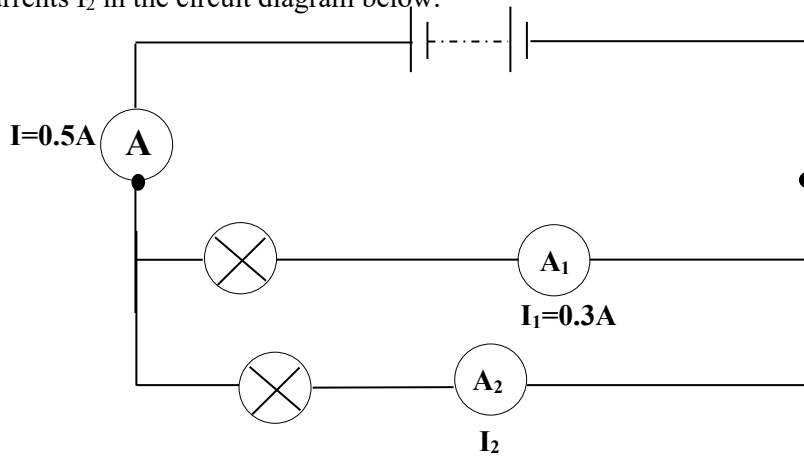 currents I₂ in the circuit diagram below.
I=0.5A
A
A₁
I₁=0.3A
A₂
I₂